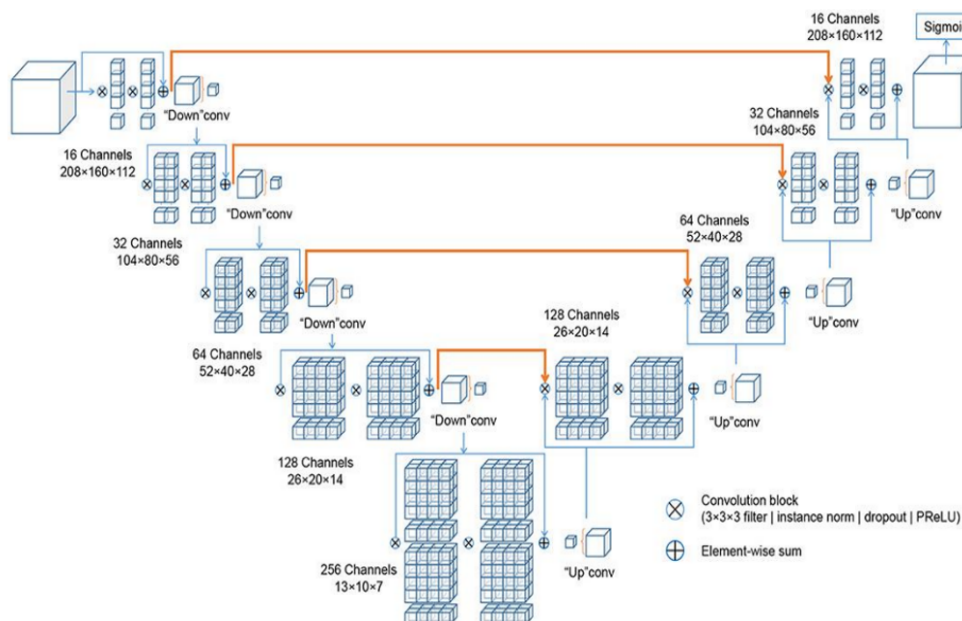 16 Channels
208×160×112
Sigmoi
"Down"conv
32 Channels
104×80×56
16 Channels
208×160×112
"Down"conv
"Up"conv
64 Channels
52×40×28
32 Channels
104×80×56
"Down"conv
"Up"conv
128 Channels
26×20×14
64 Channels
52×40×28
"Down"conv
"Up"conv
128 Channels
26×20×14
Convolution block
(3×3×3 filter | instance norm | dropout | PReLU)
Element-wise sum
256 Channels
13×10×7
"Up"conv